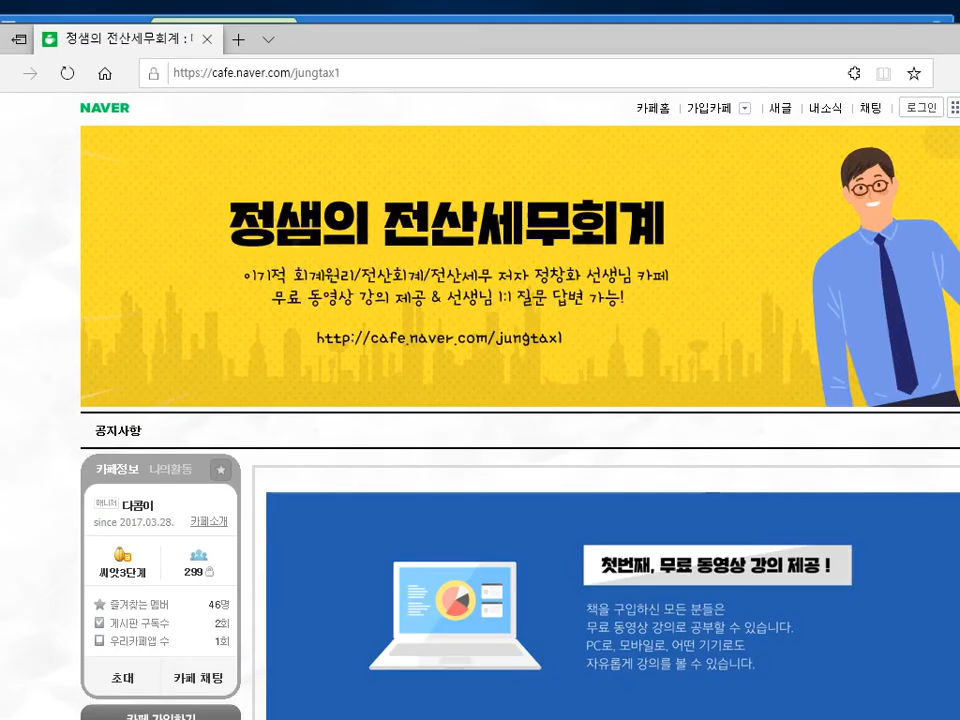 정샘의 전산세무회계 :
https://cafe.naver.com/jungtax1
NAVER
카페홈 가입카페 새글 내소식 채팅 로그인
정샘의 전산세무회계
이기적 회계원리/전산회계/전산세무 저자 정창화 선생님 카페
무료 동영상 강의 제공 & 선생님 1:1 질문 답변 가능!
http://cafe.naver.com/jungtax1
공지사항
카페정보 나의활동
매니저 다콤이
since 2017.03.28. 카페소개
씨앗3단계 299
즐겨찾는 멤버 46명
게시판 구독수 2회
우리카페앱 수 1회
초대 카페 채팅
카페 가입하기
첫번째, 무료 동영상 강의 제공 !
책을 구입하신 모든 분들은
무료 동영상 강의로 공부할 수 있습니다.
PC로, 모바일로, 어떤 기기로도
자유롭게 강의를 볼 수 있습니다.